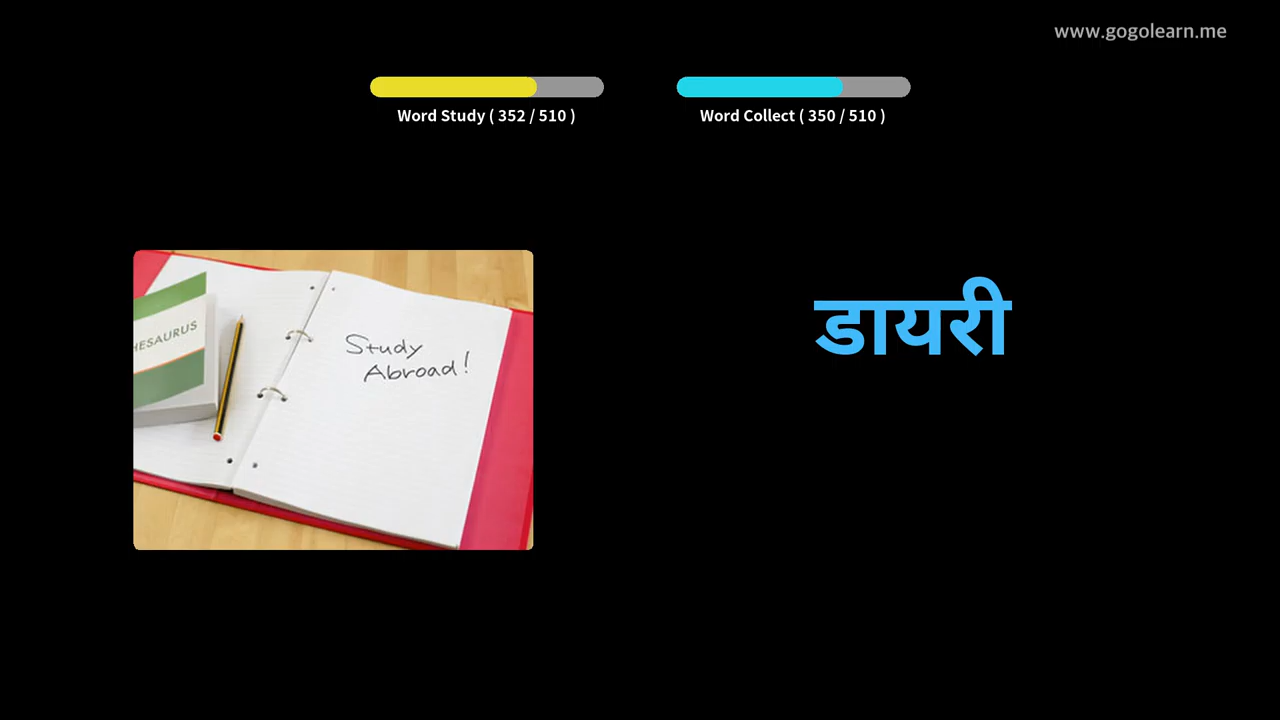 www.gogolearn.me
Word Study ( 352 / 510 )
Word Collect ( 350 / 510 )
HESAURUS
Study
Abroad!
डायरी